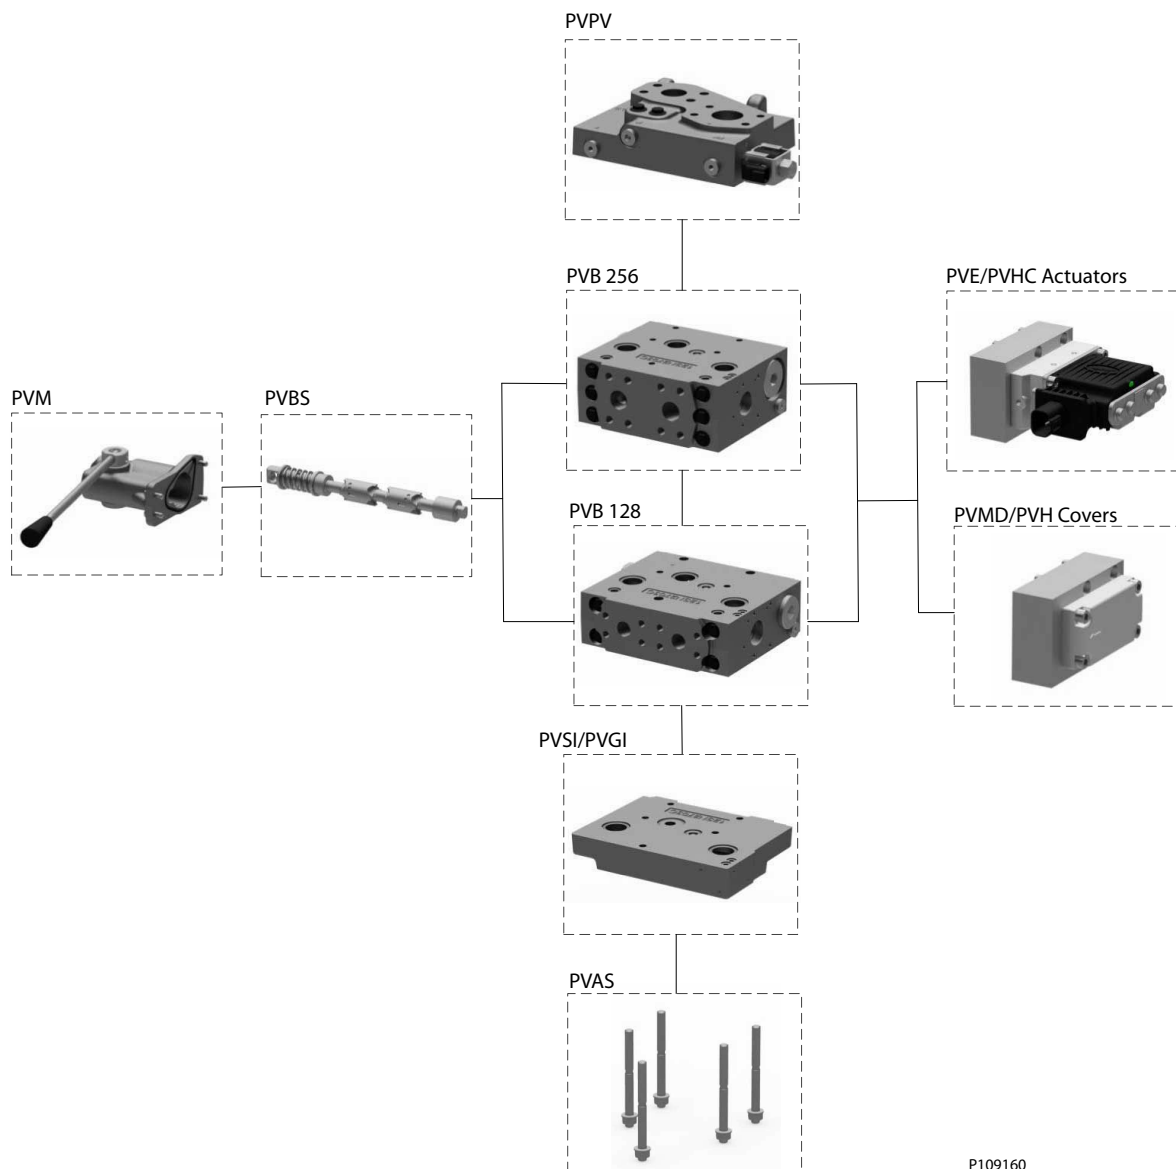 PVPV
PVB 256
PVE/PVHC Actuators
PVM
PVBS
PVB 128
PVMD/PVH Covers
PVSI/PVGI
PVAS
P109160